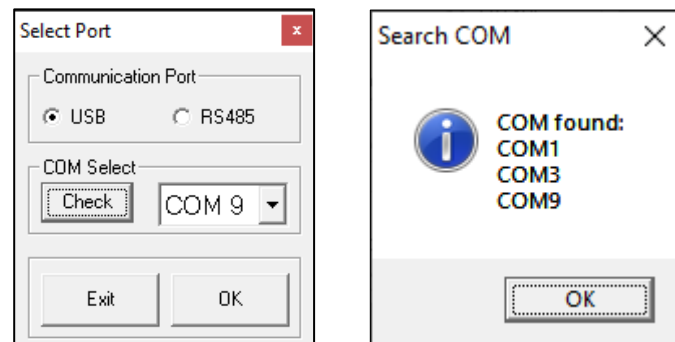 Select Port
Communication Port
USB RS485
COM Select
Check COM 9
Exit OK
Search COM
COM found:
COM1
COM3
COM9
OK